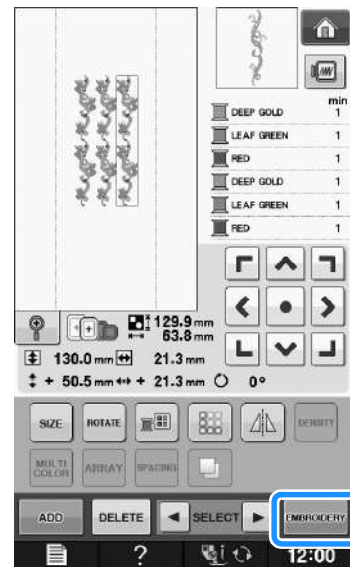 min
DEEP GOLD 1
LEAF GREEN 1
RED 1
DEEP GOLD 1
LEAF GREEN 1
RED 1
129.9 mm
63.8 mm
130.0 mm 21.3 mm
+ 50.5 mm + 21.3 mm 0°
SIZE ROTATE DENSITY
MULTI COLOR ARRAY SPACING
ADD DELETE SELECT EMBROIDERY
? 12:00